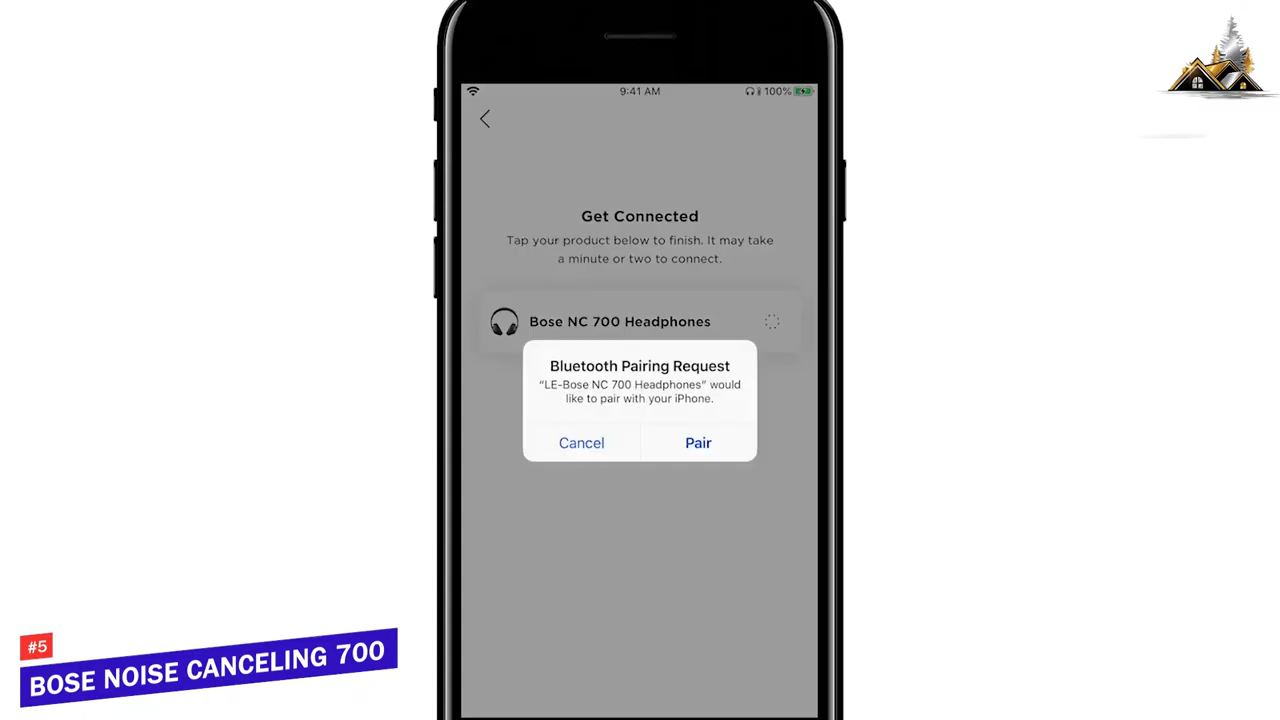 9:41 AM
100%
Get Connected
Tap your product below to finish. It may take
a minute or two to connect.
Bose NC 700 Headphones
Bluetooth Pairing Request
“LE-Bose NC 700 Headphones” would
like to pair with your iPhone.
Cancel
Pair
#5
BOSE NOISE CANCELING 700